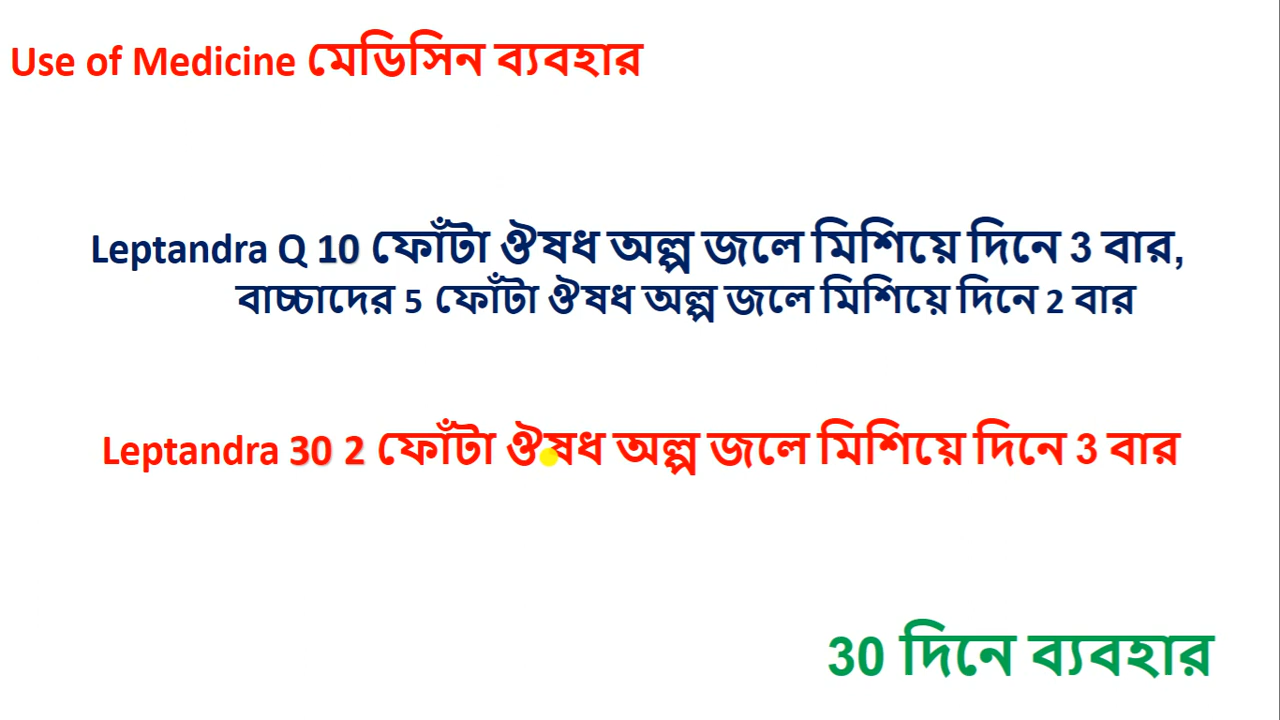 Use of Medicine মেডিসিন ব্যবহার
Leptandra Q 10 ফোঁটা ঔষধ অল্প জলে মিশিয়ে দিনে 3 বার,
বাচ্চাদের 5 ফোঁটা ঔষধ অল্প জলে মিশিয়ে দিনে 2 বার
Leptandra 30 2 ফোঁটা ঔষধ অল্প জলে মিশিয়ে দিনে 3 বার
30 দিনে ব্যবহার